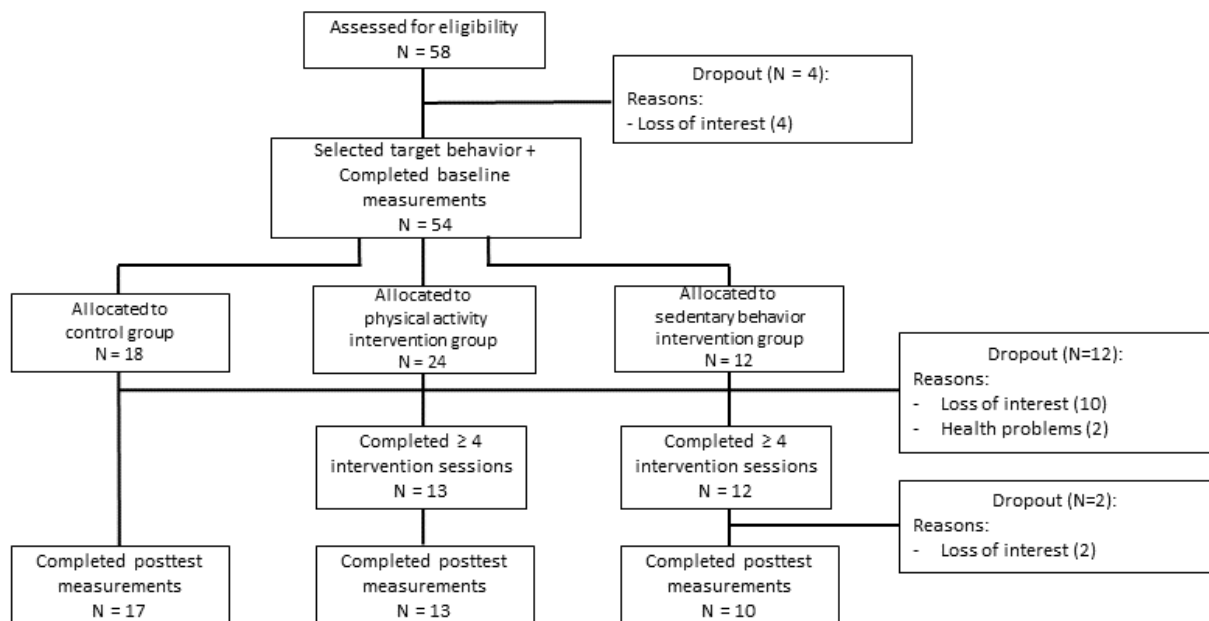 Assessed for eligibility
N = 58
Dropout (N = 4):
Reasons:
- Loss of interest (4)
Selected target behavior +
Completed baseline
measurements
N = 54
Allocated to
control group
N = 18
Allocated to
physical activity
intervention group
N = 24
Allocated to
sedentary behavior
intervention group
N = 12
Dropout (N=12):
Reasons:
- Loss of interest (10)
- Health problems (2)
Completed ≥ 4
intervention sessions
N = 13
Completed ≥ 4
intervention sessions
N = 12
Dropout (N=2):
Reasons:
- Loss of interest (2)
Completed posttest
measurements
N = 17
Completed posttest
measurements
N = 13
Completed posttest
measurements
N = 10